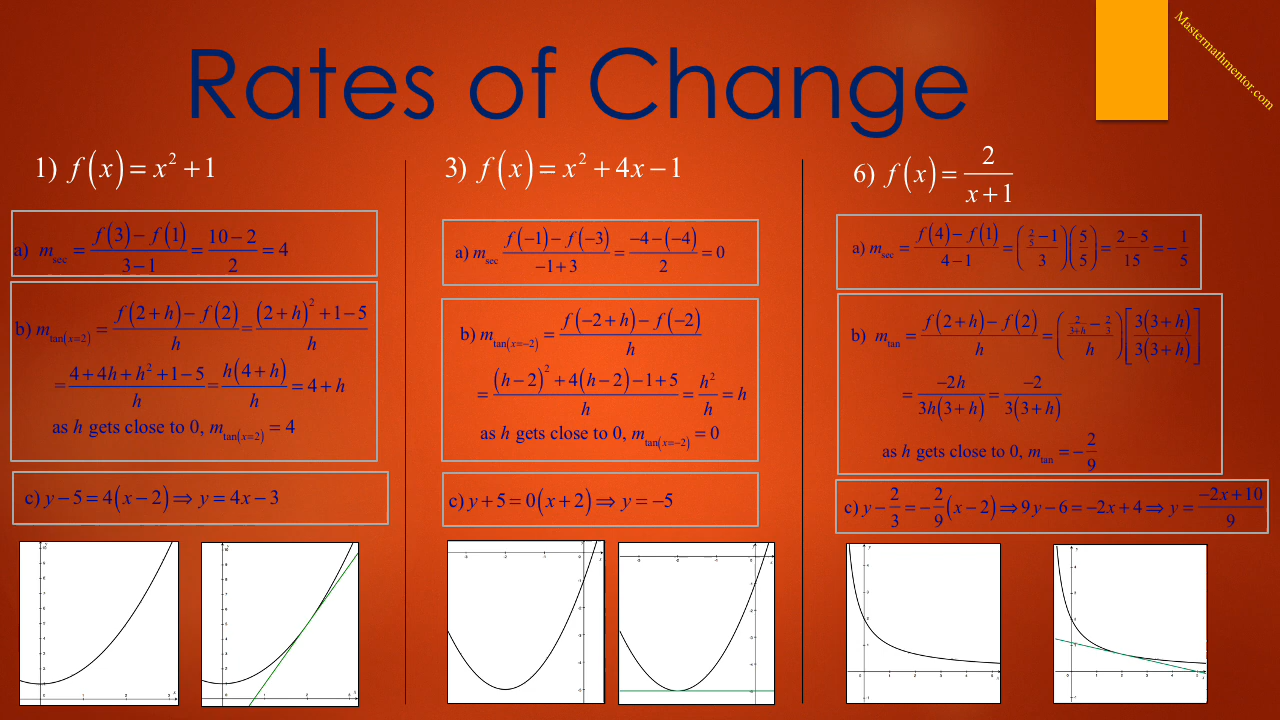 Rates of Change
Mastermathmentor.com
1) f(x) = x² + 1
a) m_sec = (f(3) − f(1))/(3 − 1) = (10 − 2)/2 = 4
b) m_tan(x=2) = (f(2 + h) − f(2))/h = ((2 + h)² + 1 − 5)/h
= (4 + 4h + h² + 1 − 5)/h = h(4 + h)/h = 4 + h
as h gets close to 0, m_tan(x=2) = 4
c) y − 5 = 4(x − 2) ⇒ y = 4x − 3
3) f(x) = x² + 4x − 1
a) m_sec (f(−1) − f(−3))/(−1 + 3) = (−4 − (−4))/2 = 0
b) m_tan(x=−2) = (f(−2 + h) − f(−2))/h
= ((h − 2)² + 4(h − 2) − 1 + 5)/h = h²/h = h
as h gets close to 0, m_tan(x=−2) = 0
c) y + 5 = 0(x + 2) ⇒ y = −5
6) f(x) = 2/(x + 1)
a) m_sec = (f(4) − f(1))/(4 − 1) = ((2/5 − 1)/3)(5/5) = (2 − 5)/15 = −1/5
b) m_tan = (f(2 + h) − f(2))/h = ((2/(3+h) − 2/3)/h)[3(3 + h)/3(3 + h)]
= −2h/3h(3 + h) = −2/3(3 + h)
as h gets close to 0, m_tan = −2/9
c) y − 2/3 = −2/9(x − 2) ⇒ 9y − 6 = −2x + 4 ⇒ y = (−2x + 10)/9